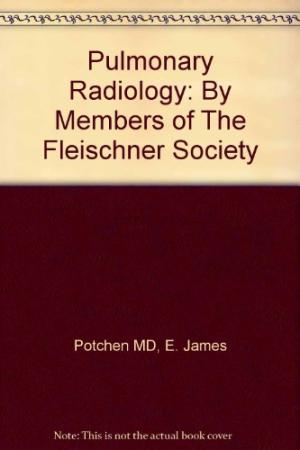 Pulmonary
Radiology: By
Members of The
Fleischner Society
Potchen MD, E. James
Note: This is not the actual book cover